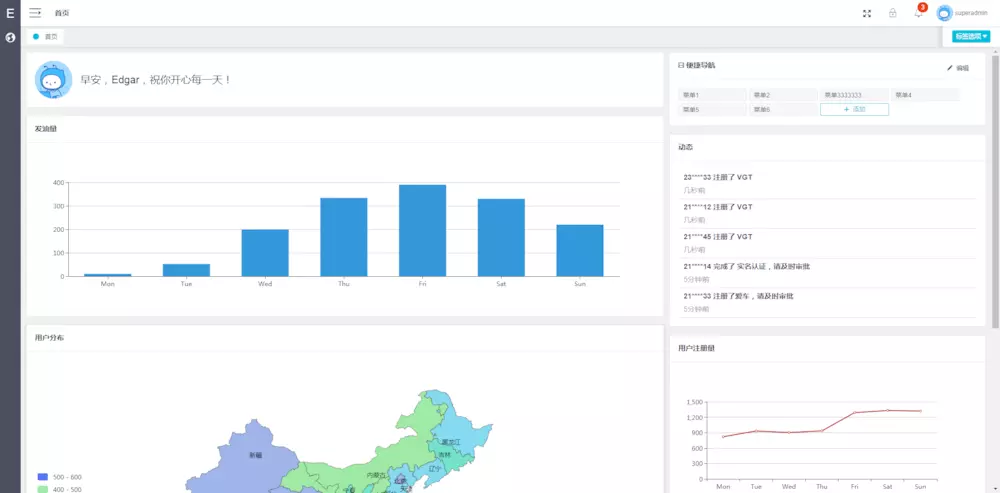 E
首页
3
superadmin
首页
标签选项
早安，Edgar，祝你开心每一天！
发油量
400
300
200
100
0
Mon Tue Wed Thu Fri Sat Sun
用户分布
新疆
黑龙江
吉林
内蒙古
辽宁
北京
宁夏
500 - 600
400 - 500
便捷导航
编辑
菜单1 菜单2 菜单3333333... 菜单4
菜单5 菜单6 + 添加
动态
23****33 注册了 VGT
几秒前
21****12 注册了 VGT
几秒前
21****45 注册了 VGT
几秒前
21****14 完成了 实名认证，请及时审批
5分钟前
21****33 注册了爱车，请及时审批
5分钟前
用户注册量
1,500
1,200
900
600
300
0
Mon Tue Wed Thu Fri Sat Sun